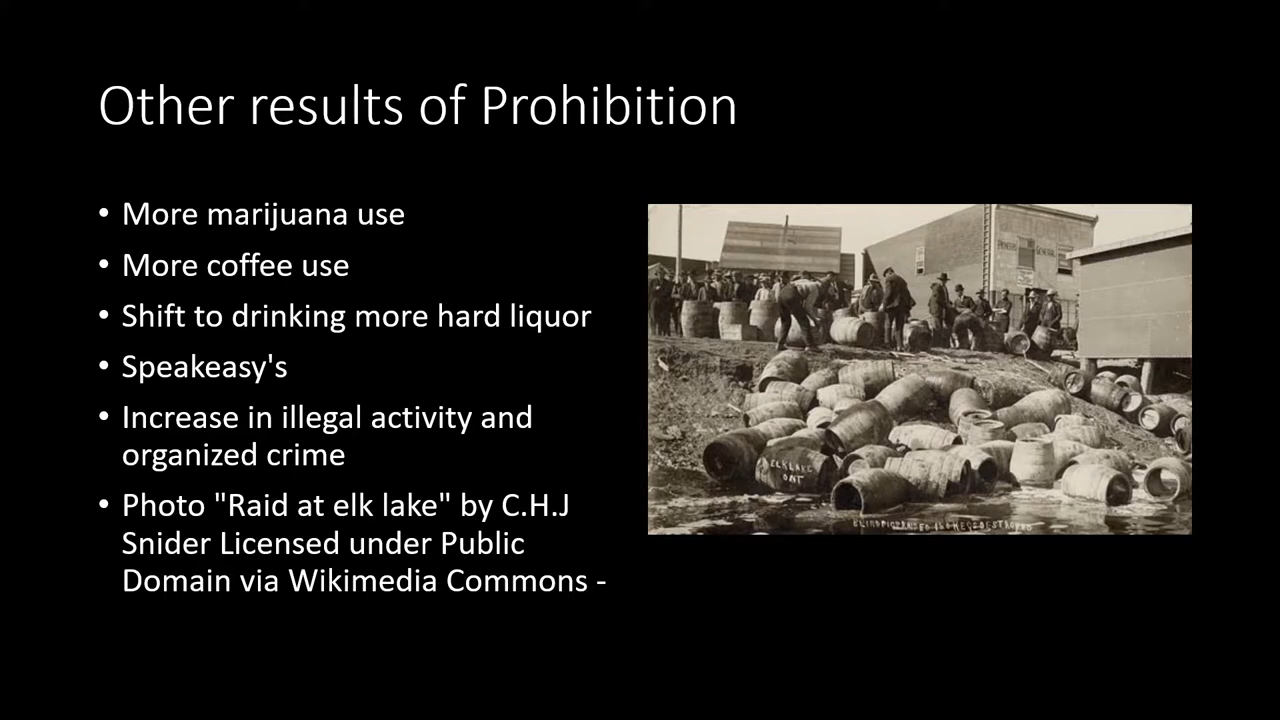 Other results of Prohibition
• More marijuana use
• More coffee use
• Shift to drinking more hard liquor
• Speakeasy's
• Increase in illegal activity and
organized crime
• Photo "Raid at elk lake" by C.H.J
Snider Licensed under Public
Domain via Wikimedia Commons -
PIONEERS
GENERAL
ELK LAKE
ONT